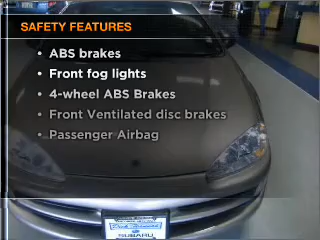 SAFETY FEATURES
• ABS brakes
• Front fog lights
• 4-wheel ABS Brakes
• Front Ventilated disc brakes
• Passenger Airbag
SUBARU